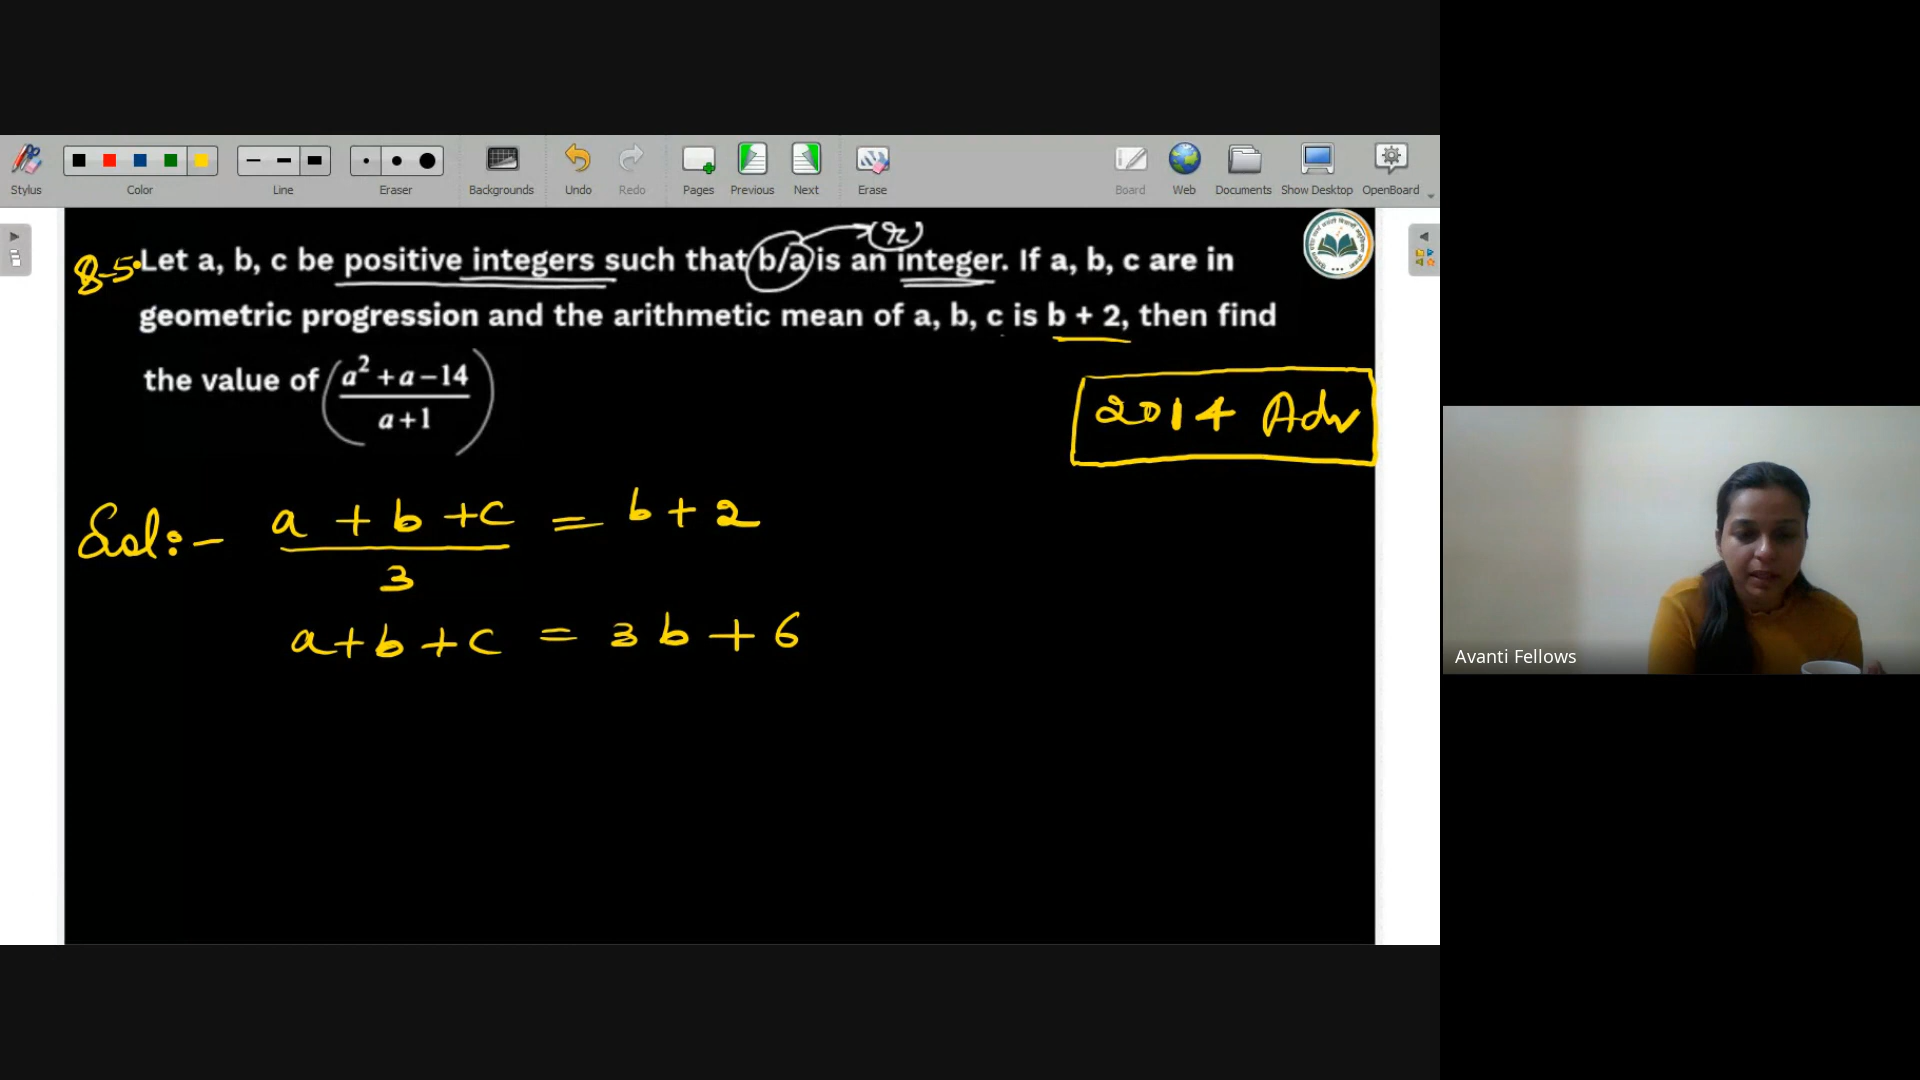 Stylus Color Line Eraser Backgrounds Undo Redo Pages Previous Next Erase Board Web Documents Show Desktop OpenBoard
Q-5. Let a, b, c be positive integers such that b/a is an integer. If a, b, c are in
(r)
geometric progression and the arithmetic mean of a, b, c is b + 2, then find
the value of (a² + a − 14 / a + 1)
2014 Adv
Sol:- a + b + c / 3 = b + 2
a + b + c = 3b + 6
Avanti Fellows